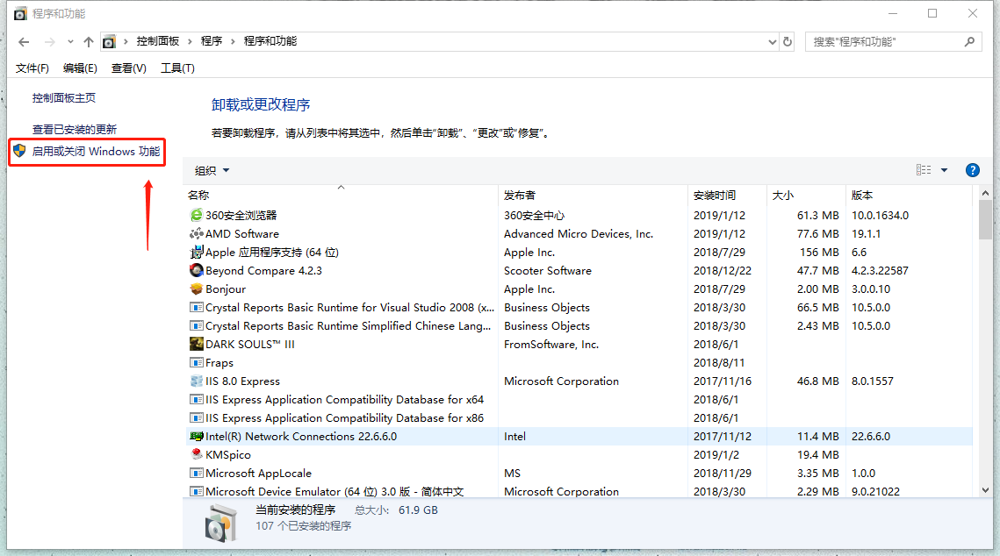 程序和功能
控制面板 程序 程序和功能
搜索"程序和功能"
文件(F) 编辑(E) 查看(V) 工具(T)
控制面板主页
查看已安装的更新
启用或关闭 Windows 功能
卸载或更改程序
若要卸载程序，请从列表中将其选中，然后单击“卸载”、“更改”或“修复”。
组织
?
名称 发布者 安装时间 大小 版本
360安全浏览器 360安全中心 2019/1/12 61.3 MB 10.0.1634.0
AMD Software Advanced Micro Devices, Inc. 2019/1/12 77.6 MB 19.1.1
Apple 应用程序支持 (64 位) Apple Inc. 2018/7/29 156 MB 6.6
Beyond Compare 4.2.3 Scooter Software 2018/12/22 47.7 MB 4.2.3.22587
Bonjour Apple Inc. 2018/7/29 2.00 MB 3.0.0.10
Crystal Reports Basic Runtime for Visual Studio 2008 (x... Business Objects 2018/3/30 66.5 MB 10.5.0.0
Crystal Reports Basic Runtime Simplified Chinese Lang... Business Objects 2018/3/30 2.43 MB 10.5.0.0
DARK SOULS™ III FromSoftware, Inc. 2018/6/1
Fraps 2018/8/11
IIS 8.0 Express Microsoft Corporation 2017/11/16 46.8 MB 8.0.1557
IIS Express Application Compatibility Database for x64 2018/6/1
IIS Express Application Compatibility Database for x86 2018/6/1
Intel(R) Network Connections 22.6.6.0 Intel 2017/11/12 11.4 MB 22.6.6.0
KMSpico 2019/1/2 19.4 MB
Microsoft AppLocale MS 2018/11/29 3.35 MB 1.0.0
Microsoft Device Emulator (64 位) 3.0 版 - 简体中文 Microsoft Corporation 2018/3/30 2.29 MB 9.0.21022
当前安装的程序 总大小: 61.9 GB
107 个已安装的程序